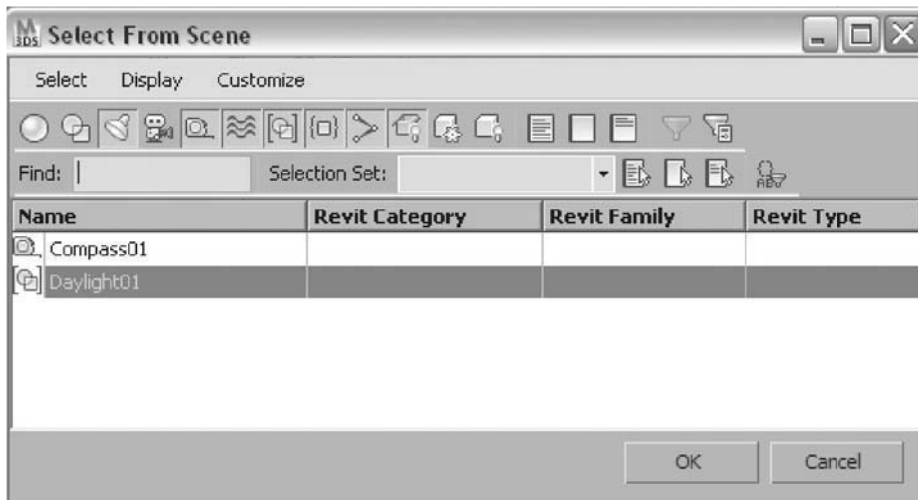 M 3DS Select From Scene
Select Display Customize
Find: Selection Set:
Name Revit Category Revit Family Revit Type
Compass01
Daylight01
OK Cancel